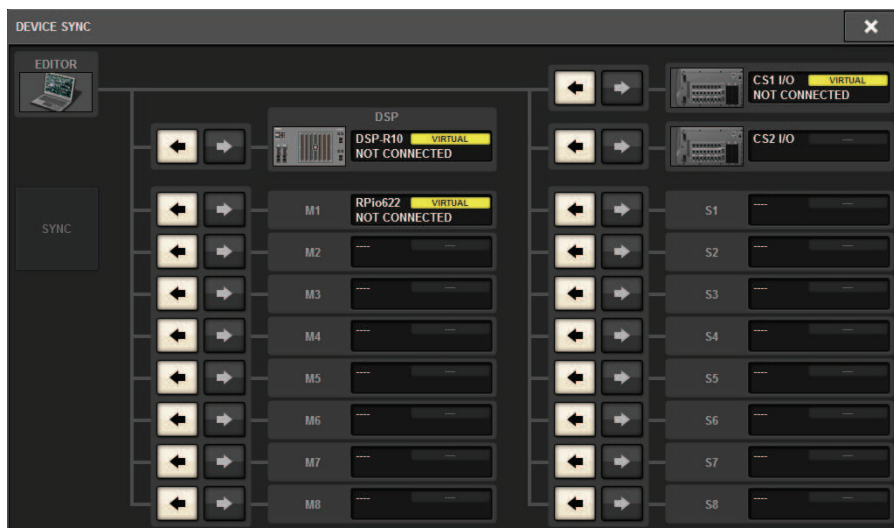 DEVICE SYNC
EDITOR
CS1 I/O VIRTUAL
NOT CONNECTED
DSP
DSP-R10 VIRTUAL
NOT CONNECTED
CS2 I/O ---
SYNC
M1 RPio622 VIRTUAL
NOT CONNECTED
S1 ---- ---
M2 ---- ---
S2 ---- ---
M3 ---- ---
S3 ---- ---
M4 ---- ---
S4 ---- ---
M5 ---- ---
S5 ---- ---
M6 ---- ---
S6 ---- ---
M7 ---- ---
S7 ---- ---
M8 ---- ---
S8 ---- ---